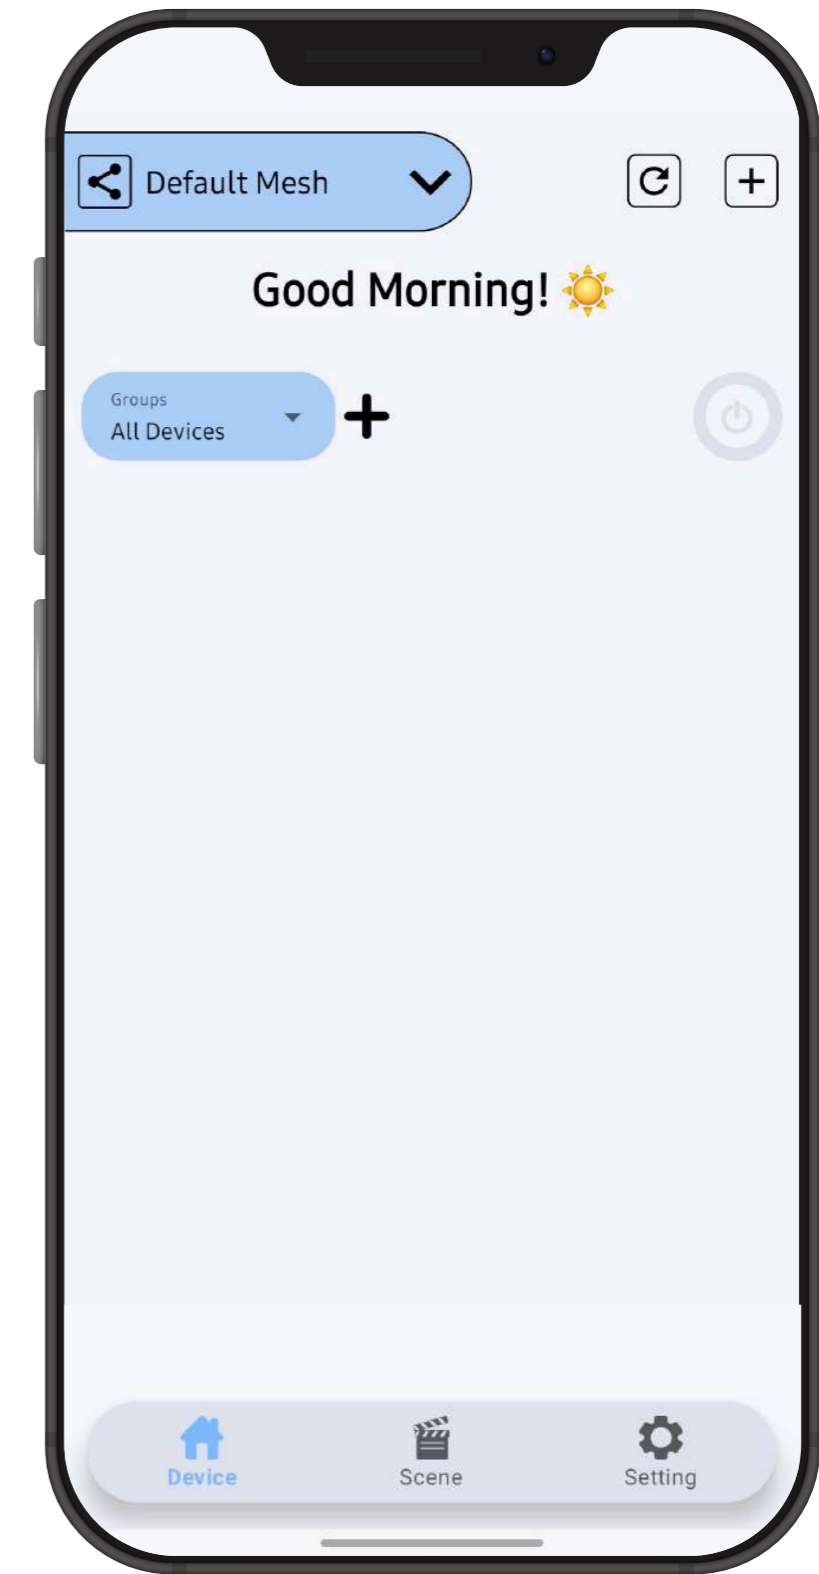 Default Mesh
Good Morning! ☀️
Groups
All Devices
Device
Scene
Setting